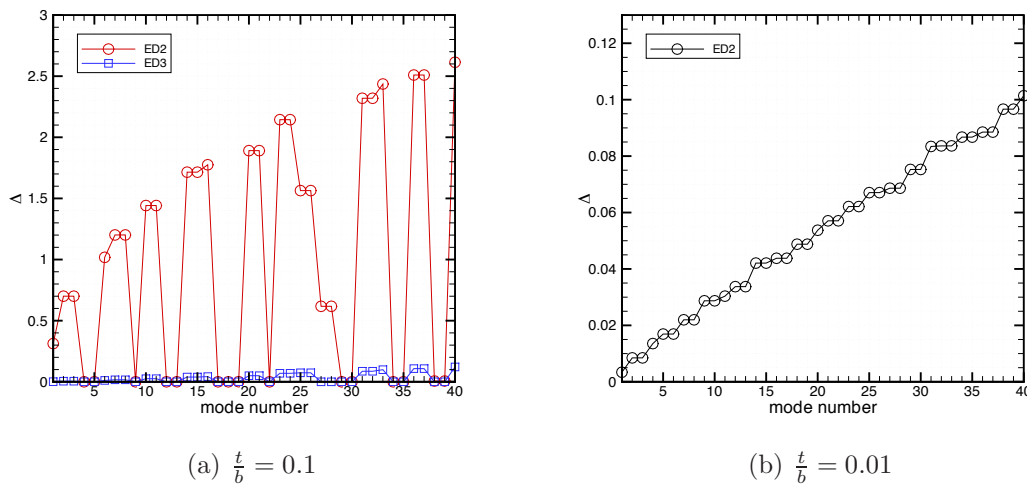 3
2.5
2
1.5
1
0.5
0
Δ
ED2
ED3
5 10 15 20 25 30 35 40
mode number
(a) t/b = 0.1
0.12
0.1
0.08
0.06
0.04
0.02
0
Δ
ED2
5 10 15 20 25 30 35 40
mode number
(b) t/b = 0.01